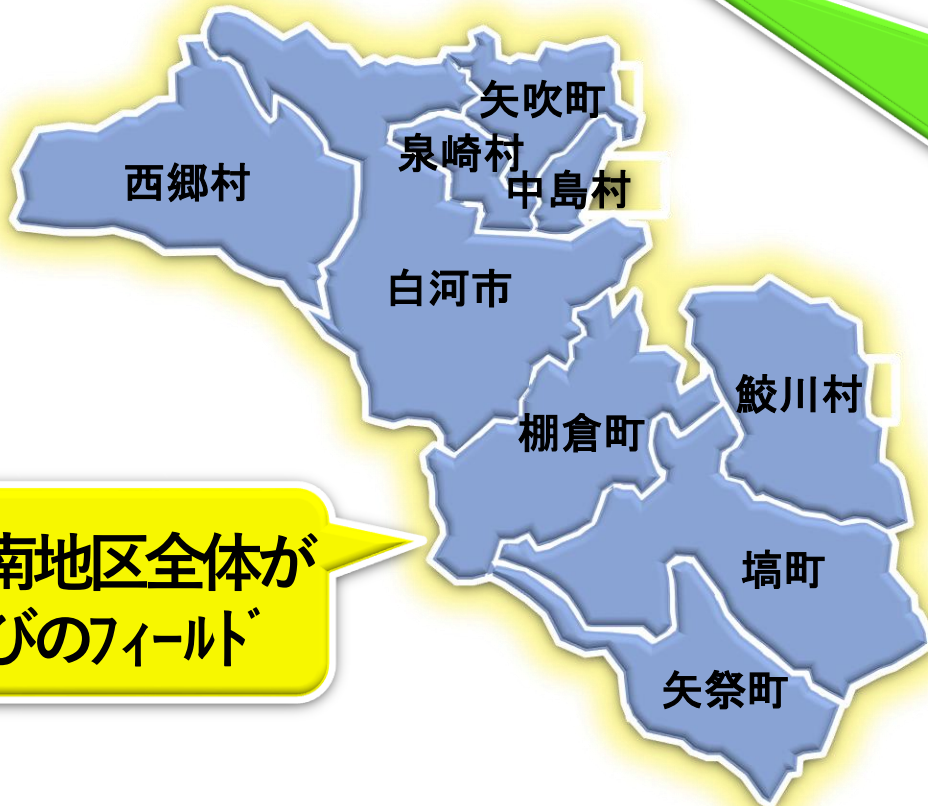 矢吹町
泉崎村
西郷村
中島村
白河市
鮫川村
棚倉町
南地区全体が
びのフィールド
塙町
矢祭町